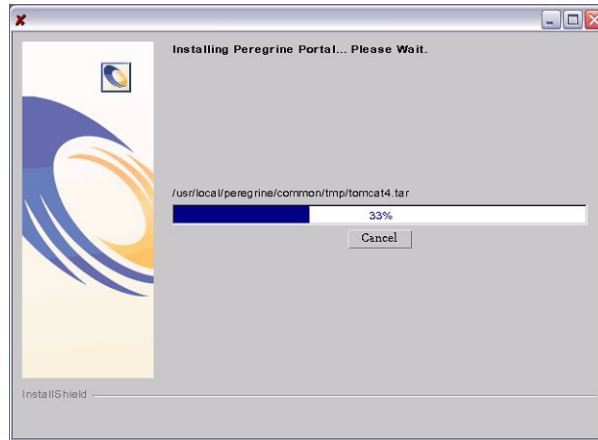 Installing Peregrine Portal... Please Wait.
/usr/local/peregrine/common/tmp/tomcat4.tar
33%
Cancel
InstallShield